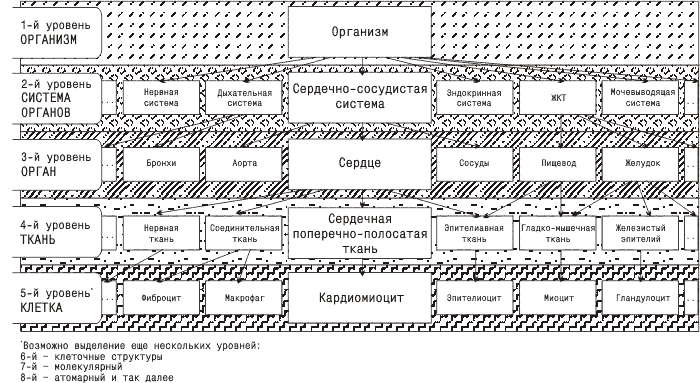 1-й уровень
ОРГАНИЗМ
Организм
2-й уровень
СИСТЕМА
ОРГАНОВ
...
Нервная
система
Дыхательная
система
Сердечно-сосудистая
система
Эндокринная
система
ЖКТ
Мочевыводящая
система
...
3-й уровень
ОРГАН
...
Бронхи
Аорта
Сердце
Сосуды
Пищевод
Желудок
...
4-й уровень
ТКАНЬ
...
Нервная
ткань
Соединительная
ткань
Сердечная
поперечно-полосатая
ткань
Эпителиавная
ткань
Гладко-мышечная
ткань
Железистый
эпителий
...
5-й уровень*
КЛЕТКА
...
Фиброцит
Макрофаг
Кардиомиоцит
Эпителиоцит
Миоцит
Гландулоцит
...
*Возможно выделение еще нескольких уровней:
6-й – клеточные структуры
7-й – молекулярный
8-й – атомарный и так далее